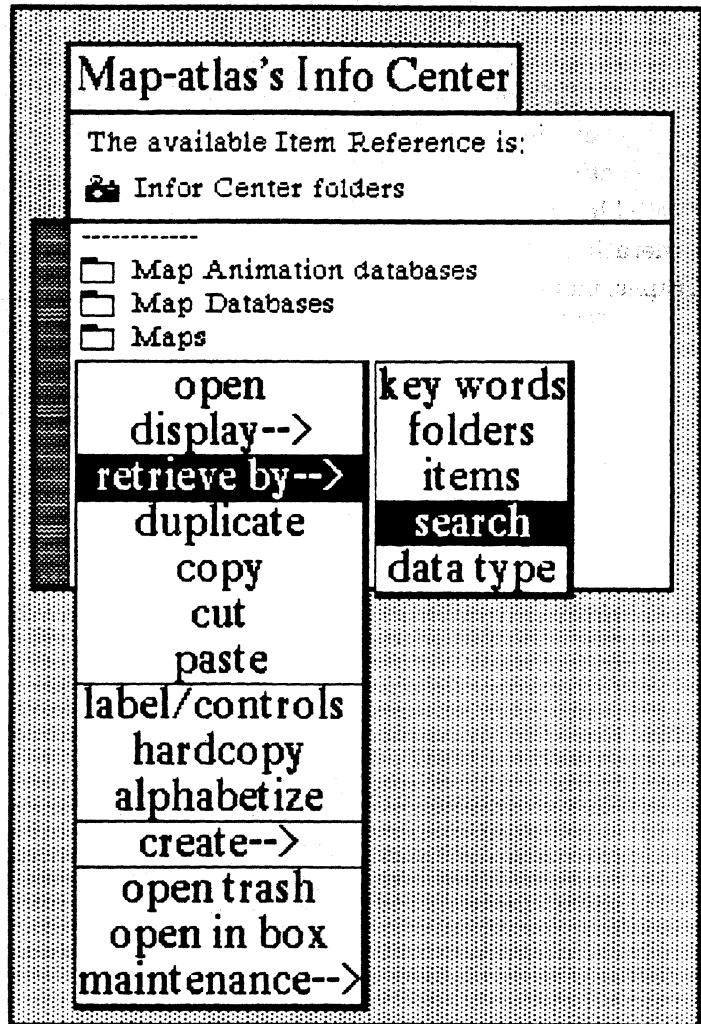 Map-atlas's Info Center
The available Item Reference is:
Infor Center folders
-----------
Map Animation databases
Map Databases
Maps
open
display-->
retrieve by-->
duplicate
copy
cut
paste
label/controls
hardcopy
alphabetize
create-->
open trash
open in box
maintenance-->
key words
folders
items
search
data type